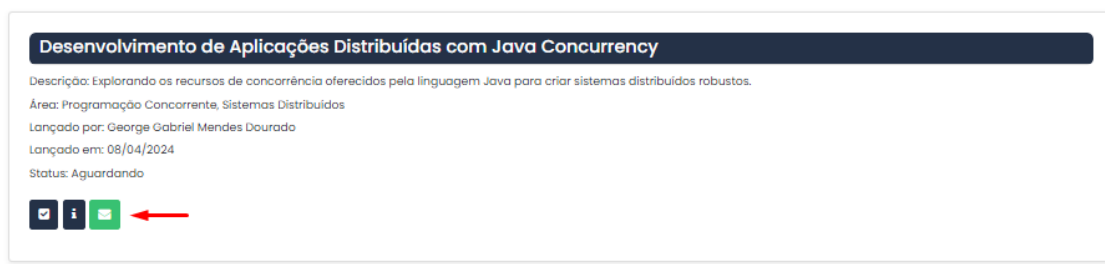 Desenvolvimento de Aplicações Distribuídas com Java Concurrency
Descrição: Explorando os recursos de concorrência oferecidos pela linguagem Java para criar sistemas distribuídos robustos.
Área: Programação Concorrente, Sistemas Distribuídos
Lançado por: George Gabriel Mendes Dourado
Lançado em: 08/04/2024
Status: Aguardando